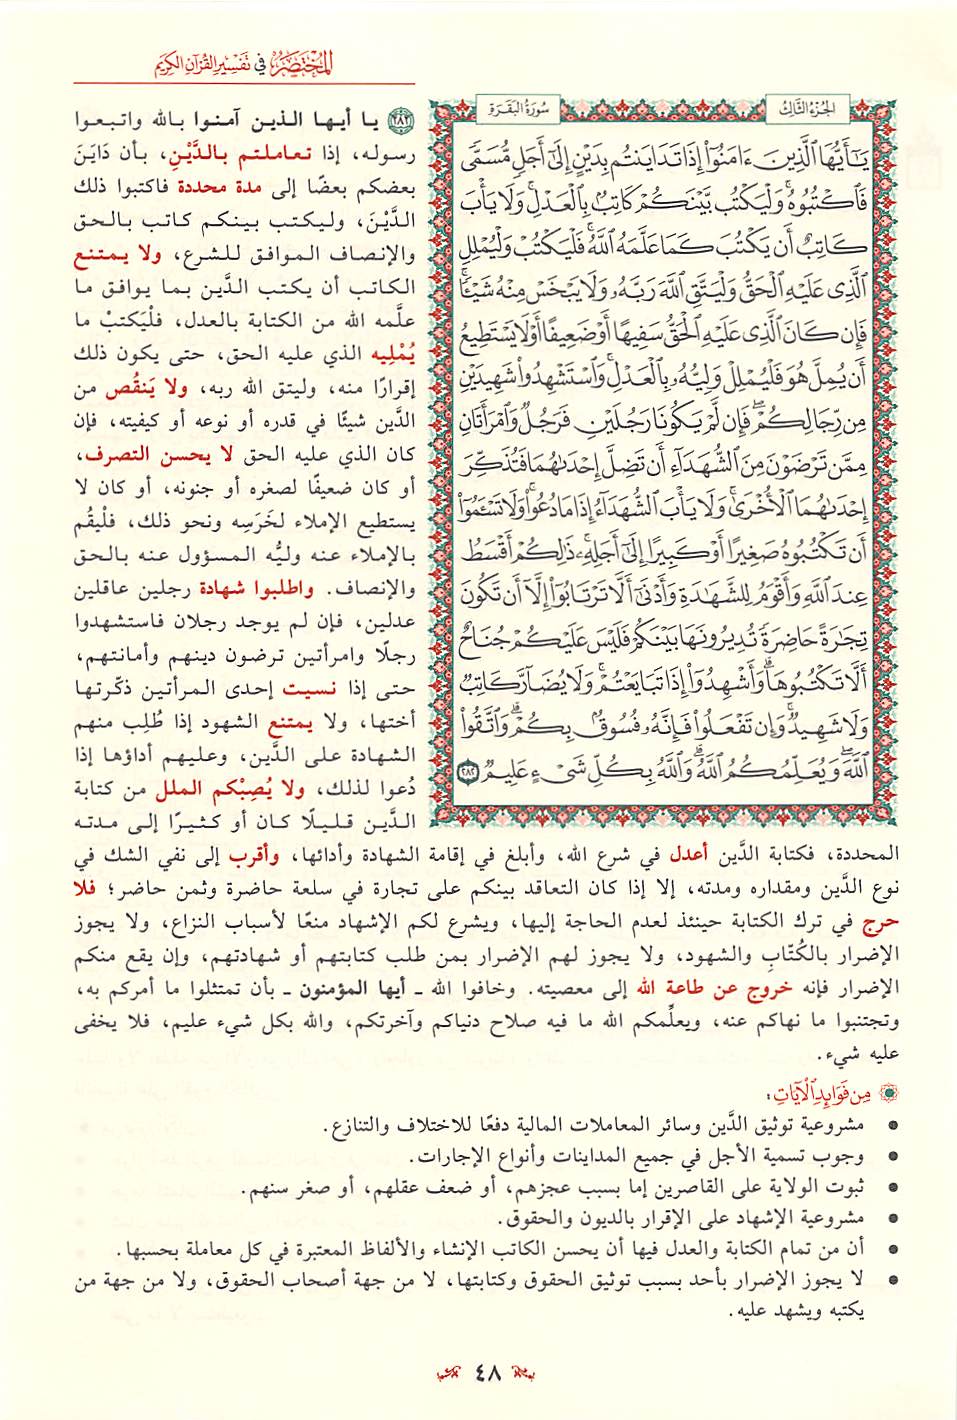 المختصر في تفسير القرآن الكريم
الجزء الثالث
سورة البقرة
يَٰٓأَيُّهَا ٱلَّذِينَ ءَامَنُوٓاْ إِذَا تَدَايَنتُم بِدَيْنٍ إِلَىٰٓ أَجَلٖ مُّسَمّٗى
فَٱكْتُبُوهُۚ وَلْيَكْتُب بَّيْنَكُمْ كَاتِبُۢ بِٱلْعَدْلِۚ وَلَا يَأْبَ
كَاتِبٌ أَن يَكْتُبَ كَمَا عَلَّمَهُ ٱللَّهُۚ فَلْيَكْتُبْ وَلْيُمْلِلِ
ٱلَّذِي عَلَيْهِ ٱلْحَقُّ وَلْيَتَّقِ ٱللَّهَ رَبَّهُۥ وَلَا يَبْخَسْ مِنْهُ شَيْـٔٗاۚ
فَإِن كَانَ ٱلَّذِي عَلَيْهِ ٱلْحَقُّ سَفِيهًا أَوْ ضَعِيفًا أَوْ لَا يَسْتَطِيعُ
أَن يُمِلَّ هُوَ فَلْيُمْلِلْ وَلِيُّهُۥ بِٱلْعَدْلِۚ وَٱسْتَشْهِدُواْ شَهِيدَيْنِ
مِن رِّجَالِكُمْۖ فَإِن لَّمْ يَكُونَا رَجُلَيْنِ فَرَجُلٞ وَٱمْرَأَتَانِ
مِمَّن تَرْضَوْنَ مِنَ ٱلشُّهَدَآءِ أَن تَضِلَّ إِحْدَىٰهُمَا فَتُذَكِّرَ
إِحْدَىٰهُمَا ٱلْأُخْرَىٰۚ وَلَا يَأْبَ ٱلشُّهَدَآءُ إِذَا مَا دُعُواْۚ وَلَا تَسْـَٔمُوٓاْ
أَن تَكْتُبُوهُ صَغِيرًا أَوْ كَبِيرًا إِلَىٰٓ أَجَلِهِۦۚ ذَٰلِكُمْ أَقْسَطُ
عِندَ ٱللَّهِ وَأَقْوَمُ لِلشَّهَٰدَةِ وَأَدْنَىٰٓ أَلَّا تَرْتَابُوٓاْ إِلَّآ أَن تَكُونَ
تِجَٰرَةً حَاضِرَةٗ تُدِيرُونَهَا بَيْنَكُمْ فَلَيْسَ عَلَيْكُمْ جُنَاحٌ
أَلَّا تَكْتُبُوهَاۗ وَأَشْهِدُوٓاْ إِذَا تَبَايَعْتُمْۚ وَلَا يُضَآرَّ كَاتِبٞ
وَلَا شَهِيدٞۚ وَإِن تَفْعَلُواْ فَإِنَّهُۥ فُسُوقُۢ بِكُمْۗ وَٱتَّقُواْ
ٱللَّهَۖ وَيُعَلِّمُكُمُ ٱللَّهُۗ وَٱللَّهُ بِكُلِّ شَيْءٍ عَلِيمٞ ٢٨٢
٢٨٢ يا أيها الذين آمنوا بالله واتبعوا
رسوله، إذا تعاملتم بالدَّيْنِ، بأن دَايَنَ
بعضكم بعضًا إلى مدة محددة فاكتبوا ذلك
الدَّيْنَ، وليكتب بينكم كاتب بالحق
والإنصاف الموافق للشرع، ولا يمتنع
الكاتب أن يكتب الدَّين بما يوافق ما
علَّمه الله من الكتابة بالعدل، فلْيَكتبْ ما
يُمْلِيه الذي عليه الحق، حتى يكون ذلك
إقرارًا منه، وليتق الله ربه، ولا يَنقُص من
الدَّين شيئًا في قدره أو نوعه أو كيفيته، فإن
كان الذي عليه الحق لا يحسن التصرف،
أو كان ضعيفًا لصغره أو جنونه، أو كان لا
يستطيع الإملاء لخَرَسِه ونحو ذلك، فلْيقُم
بالإملاء عنه وليُّه المسؤول عنه بالحق
والإنصاف. واطلبوا شهادة رجلين عاقلين
عدلين، فإن لم يوجد رجلان فاستشهدوا
رجلًا وامرأتين ترضون دينهم وأمانتهم،
حتى إذا نسيت إحدى المرأتين ذكّرتها
أختها، ولا يمتنع الشهود إذا طُلِب منهم
الشهادة على الدَّين، وعليهم أداؤها إذا
دُعوا لذلك، ولا يُصِبْكم الملل من كتابة
الدَّين قليلًا كان أو كثيرًا إلى مدته
المحددة، فكتابة الدَّين أعدل في شرع الله، وأبلغ في إقامة الشهادة وأدائها، وأقرب إلى نفي الشك في
نوع الدَّين ومقداره ومدته، إلا إذا كان التعاقد بينكم على تجارة في سلعة حاضرة وثمن حاضر؛ فلا
حرج في ترك الكتابة حينئذ لعدم الحاجة إليها، ويشرع لكم الإشهاد منعًا لأسباب النزاع، ولا يجوز
الإضرار بالكُتّابِ والشهود، ولا يجوز لهم الإضرار بمن طلب كتابتهم أو شهادتهم، وإن يقع منكم
الإضرار فإنه خروج عن طاعة الله إلى معصيته. وخافوا الله ـ أيها المؤمنون ـ بأن تمتثلوا ما أمركم به،
وتجتنبوا ما نهاكم عنه، ويعلِّمكم الله ما فيه صلاح دنياكم وآخرتكم، والله بكل شيء عليم، فلا يخفى
عليه شيء.
من فوائد الآيات:
• مشروعية توثيق الدَّين وسائر المعاملات المالية دفعًا للاختلاف والتنازع.
• وجوب تسمية الأجل في جميع المداينات وأنواع الإجارات.
• ثبوت الولاية على القاصرين إما بسبب عجزهم، أو ضعف عقلهم، أو صغر سنهم.
• مشروعية الإشهاد على الإقرار بالديون والحقوق.
• أن من تمام الكتابة والعدل فيها أن يحسن الكاتب الإنشاء والألفاظ المعتبرة في كل معاملة بحسبها.
• لا يجوز الإضرار بأحد بسبب توثيق الحقوق وكتابتها، لا من جهة أصحاب الحقوق، ولا من جهة من
يكتبه ويشهد عليه.
٤٨